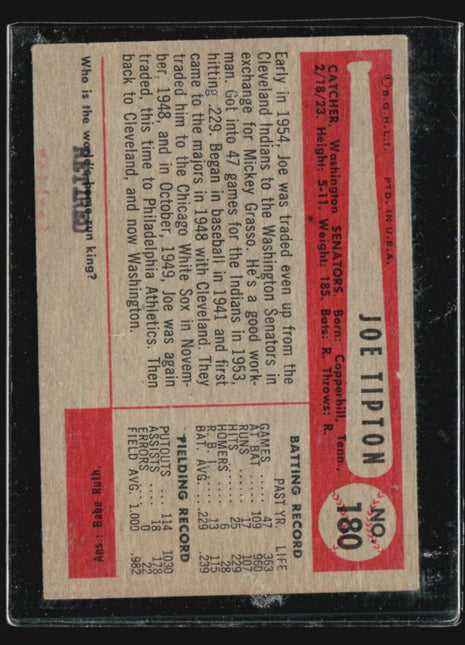 © B.G.H.L.I. PTD. IN U.S.A.
JOE TIPTON
NO. 180
CATCHER, Washington SENATORS. Born: Copperhill, Tenn.,
2/18/23. Height: 5-11. Weight: 185. Bats: R. Throws: R.
Early in 1954, Joe was traded even up from the
Cleveland Indians to the Washington Senators in
exchange for Mickey Grasso. He's a good work-
man. Got into 47 games for the Indians in 1953,
hitting .229. Began in baseball in 1941 and first
came to the majors in 1948 with Cleveland. They
traded him to the Chicago White Sox in Novem-
ber, 1948, and in October, 1949, Joe was again
traded, this time to Philadelphia Athletics. Then
back to Cleveland, and now Washington.
BATTING RECORD
PAST YR. LIFE
GAMES ..... 47 363
AT BAT ..... 109 960
RUNS ..... 17 107
HITS ..... 25 229
HOMERS ..... 6 28
R. B. I. ..... 13 116
BAT. AVG. .... .229 .239
FIELDING RECORD
PUTOUTS ... 114 1030
ASSISTS .... 10 178
ERRORS .... 0 22
FIELD AVG. 1.000 .982
Who is the world's home run king?
RETIRED
Ans: Babe Ruth.